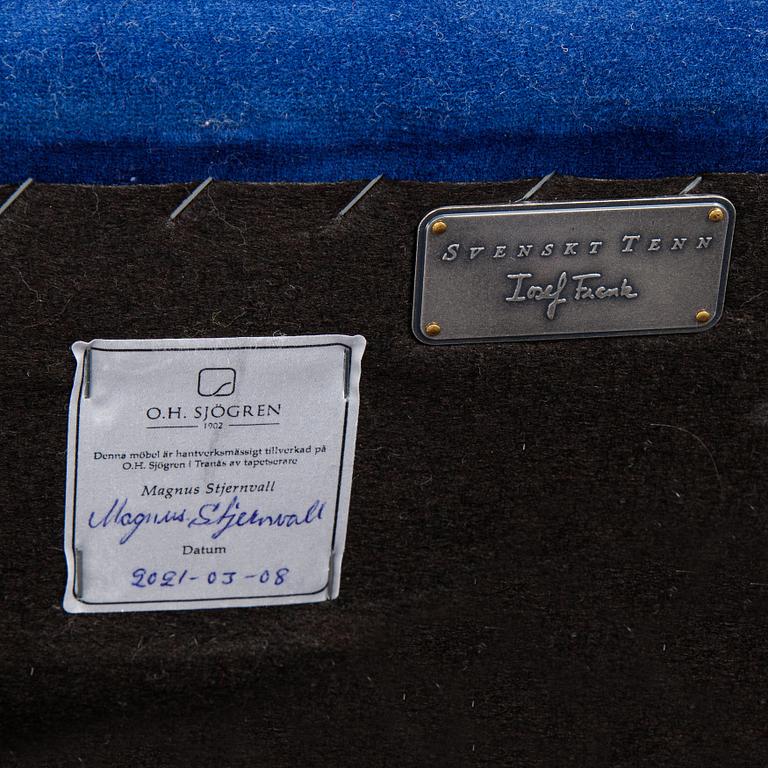 SVENSKT TENN
Josef Frank
O.H. SJÖGREN
1902
Denna möbel är hantverksmässigt tillverkad på
O.H. Sjögren i Tranås av tapetserare
Magnus Stjernvall
Magnus Stjernvall
Datum
2021-03-08